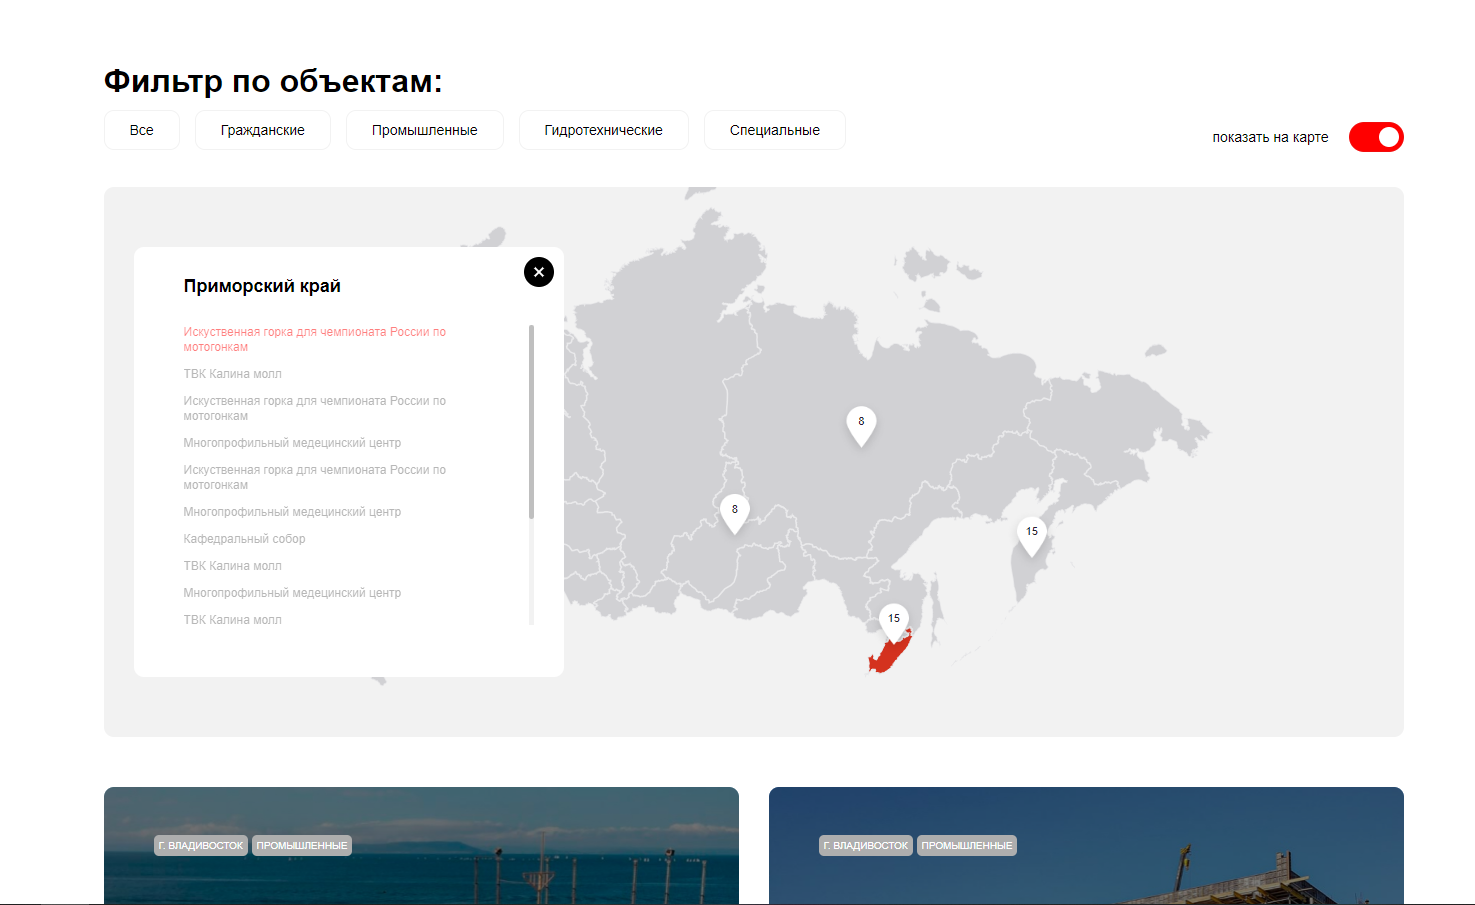 Фильтр по объектам:
Все
Гражданские
Промышленные
Гидротехнические
Специальные
показать на карте
Приморский край
Искуственная горка для чемпионата России по
мотогонкам
ТВК Калина молл
Искуственная горка для чемпионата России по
мотогонкам
Многопрофильный медецинский центр
Искуственная горка для чемпионата России по
мотогонкам
Многопрофильный медецинский центр
Кафедральный собор
ТВК Калина молл
Многопрофильный медецинский центр
ТВК Калина молл
8
8
15
15
Г. ВЛАДИВОСТОК
ПРОМЫШЛЕННЫЕ
Г. ВЛАДИВОСТОК
ПРОМЫШЛЕННЫЕ